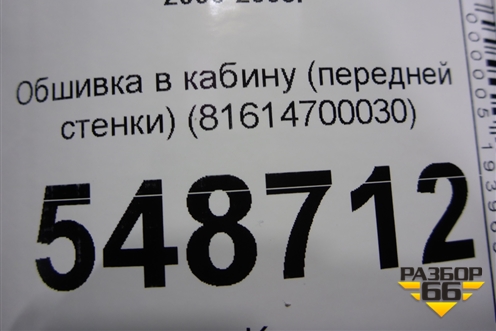 Обшивка в кабину (передней
стенки) (81614700030)
548712
РАЗБОР
66